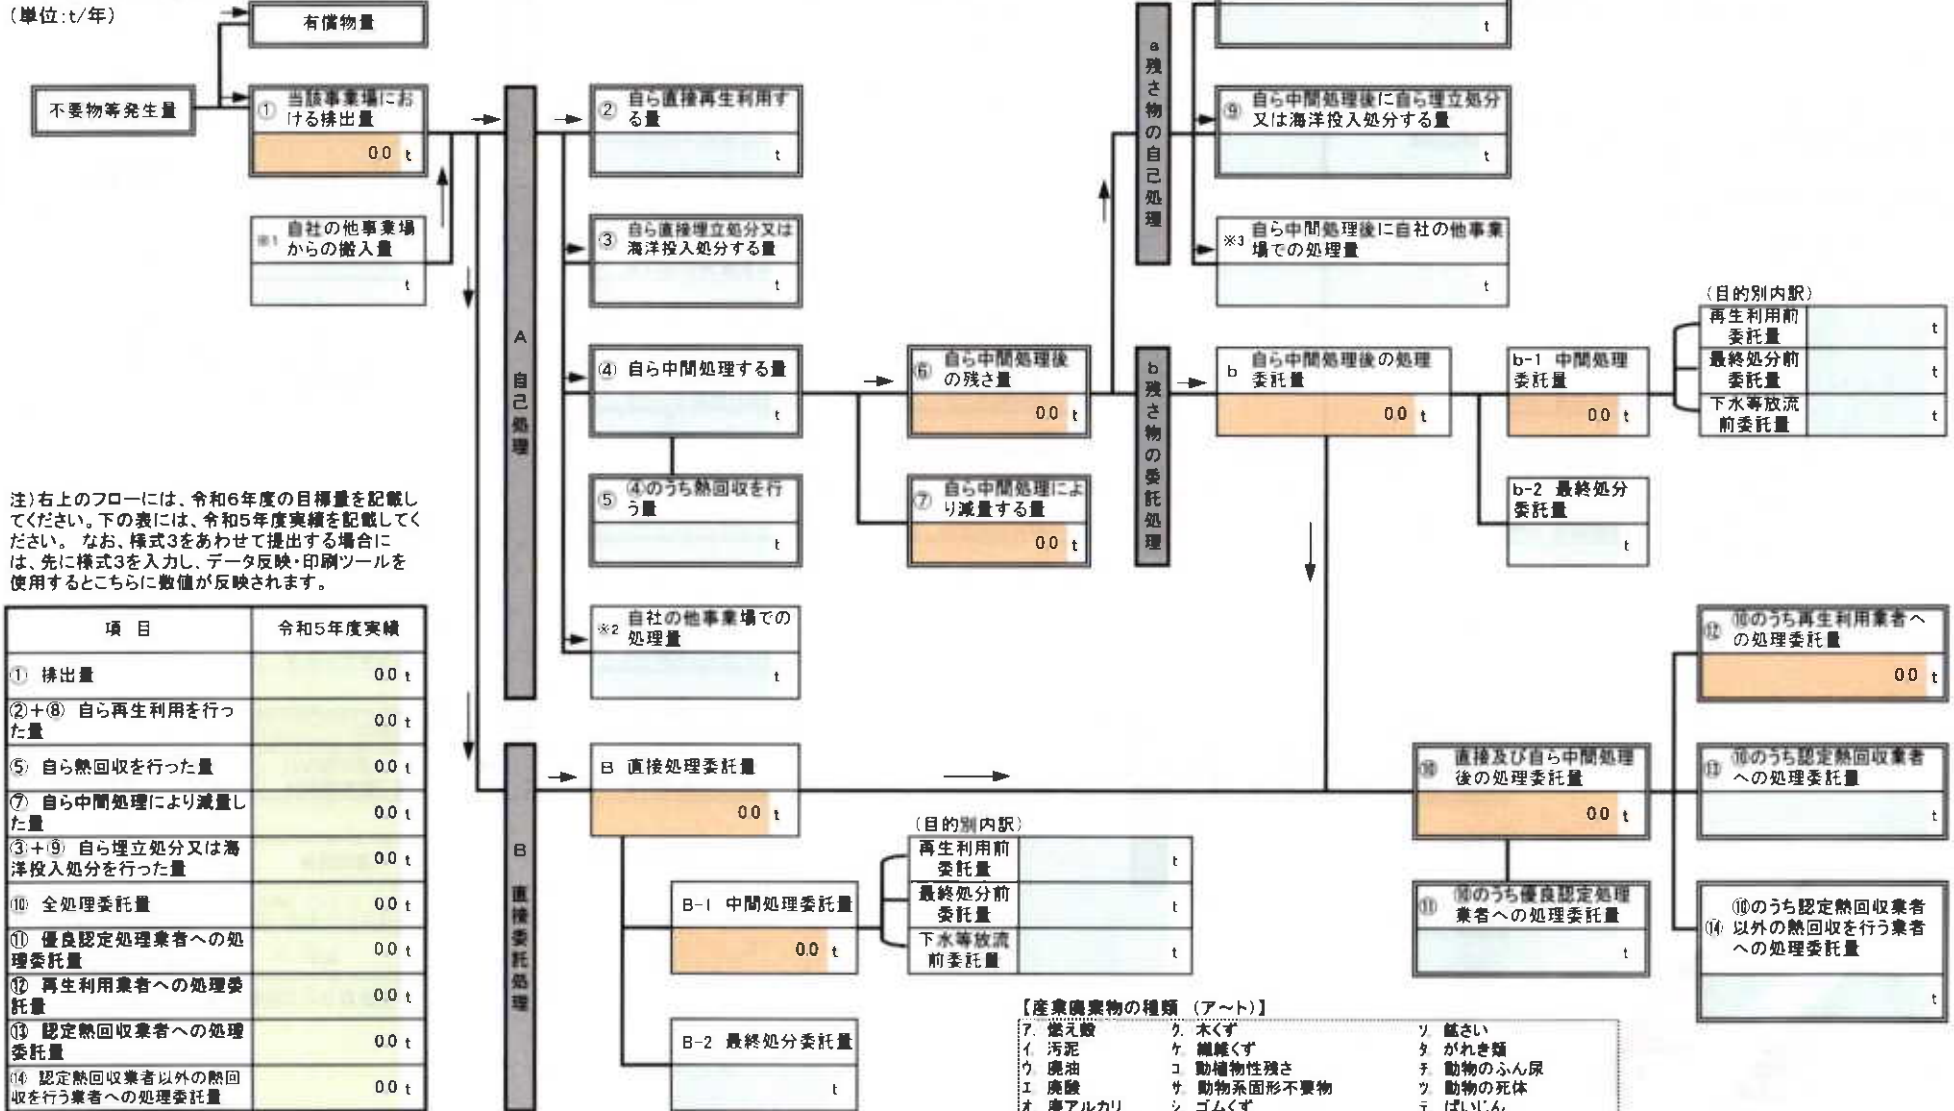 (単位:t/年)
有償物量
不要物等発生量
① 当該事業場にお
ける排出量
0.0 t
※1 自社の他事業場
からの搬入量
t
A 自己処理
② 自ら直接再生利用す
る量
t
③ 自ら直接埋立処分又は
海洋投入処分する量
t
④ 自ら中間処理する量
t
⑤ ④のうち熱回収を行
う量
t
※2 自社の他事業場での
処理量
t
⑥ 自ら中間処理後
の残さ量
0.0 t
⑦ 自ら中間処理によ
り減量する量
0.0 t
a 残さ物の自己処理
t
⑨ 自ら中間処理後に自ら埋立処分
又は海洋投入処分する量
t
※3 自ら中間処理後に自社の他事業
場での処理量
t
b 残さ物の委託処理
b 自ら中間処理後の処理
委託量
0.0 t
b-1 中間処理
委託量
0.0 t
b-2 最終処分
委託量
t
(目的別内訳)
再生利用前
委託量 t
最終処分前
委託量 t
下水等放流
前委託量 t
注)右上のフローには、令和6年度の目標量を記載し
てください。下の表には、令和5年度実績を記載してく
ださい。 なお、様式3をあわせて提出する場合に
は、先に様式3を入力し、データ反映・印刷ツールを
使用するとこちらに数値が反映されます。
項 目 令和5年度実績
① 排出量 0.0 t
②+⑧ 自ら再生利用を行っ
た量 0.0 t
⑤ 自ら熱回収を行った量 0.0 t
⑦ 自ら中間処理により減量し
た量 0.0 t
③+⑨ 自ら埋立処分又は海
洋投入処分を行った量 0.0 t
⑩ 全処理委託量 0.0 t
⑪ 優良認定処理業者への処
理委託量 0.0 t
⑫ 再生利用業者への処理委
託量 0.0 t
⑬ 認定熱回収業者への処理
委託量 0.0 t
⑭ 認定熱回収業者以外の熱回
収を行う業者への処理委託量 0.0 t
B 直接委託処理
B 直接処理委託量
0.0 t
B-1 中間処理委託量
0.0 t
B-2 最終処分委託量
t
(目的別内訳)
再生利用前
委託量 t
最終処分前
委託量 t
下水等放流
前委託量 t
⑩ 直接及び自ら中間処理
後の処理委託量
0.0 t
⑪ ⑩のうち優良認定処理
業者への処理委託量
t
⑫ ⑩のうち再生利用業者へ
の処理委託量
0.0 t
⑬ ⑩のうち認定熱回収業者
への処理委託量
t
⑭ ⑩のうち認定熱回収業者
以外の熱回収を行う業者
への処理委託量
t
【産業廃棄物の種類 (ア~ト)】
ア. 燃え殻 ク. 木くず ソ. 鉱さい
イ. 汚泥 ケ. 繊維くず タ. がれき類
ウ. 廃油 コ. 動植物性残さ チ. 動物のふん尿
エ. 廃酸 サ. 動物系固形不要物 ツ. 動物の死体
オ. 廃アルカリ シ. ゴムくず テ. ばいじん